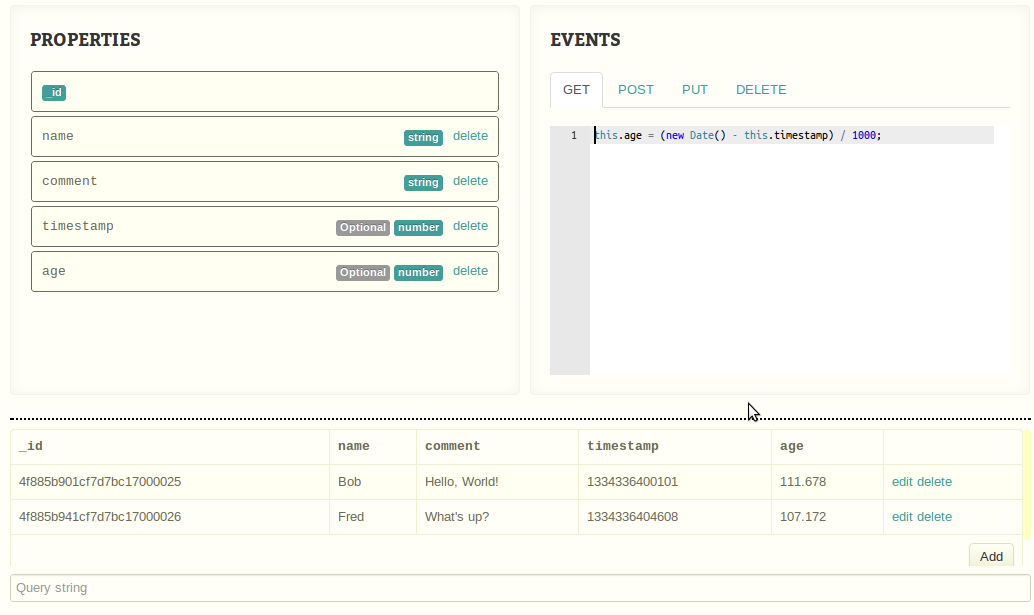 PROPERTIES
_id
name string delete
comment string delete
timestamp Optional number delete
age Optional number delete
EVENTS
GET POST PUT DELETE
1 this.age = (new Date() - this.timestamp) / 1000;
_id name comment timestamp age
4f885b901cf7d7bc17000025 Bob Hello, World! 1334336400101 111.678 edit delete
4f885b941cf7d7bc17000026 Fred What's up? 1334336404608 107.172 edit delete
Add
Query string